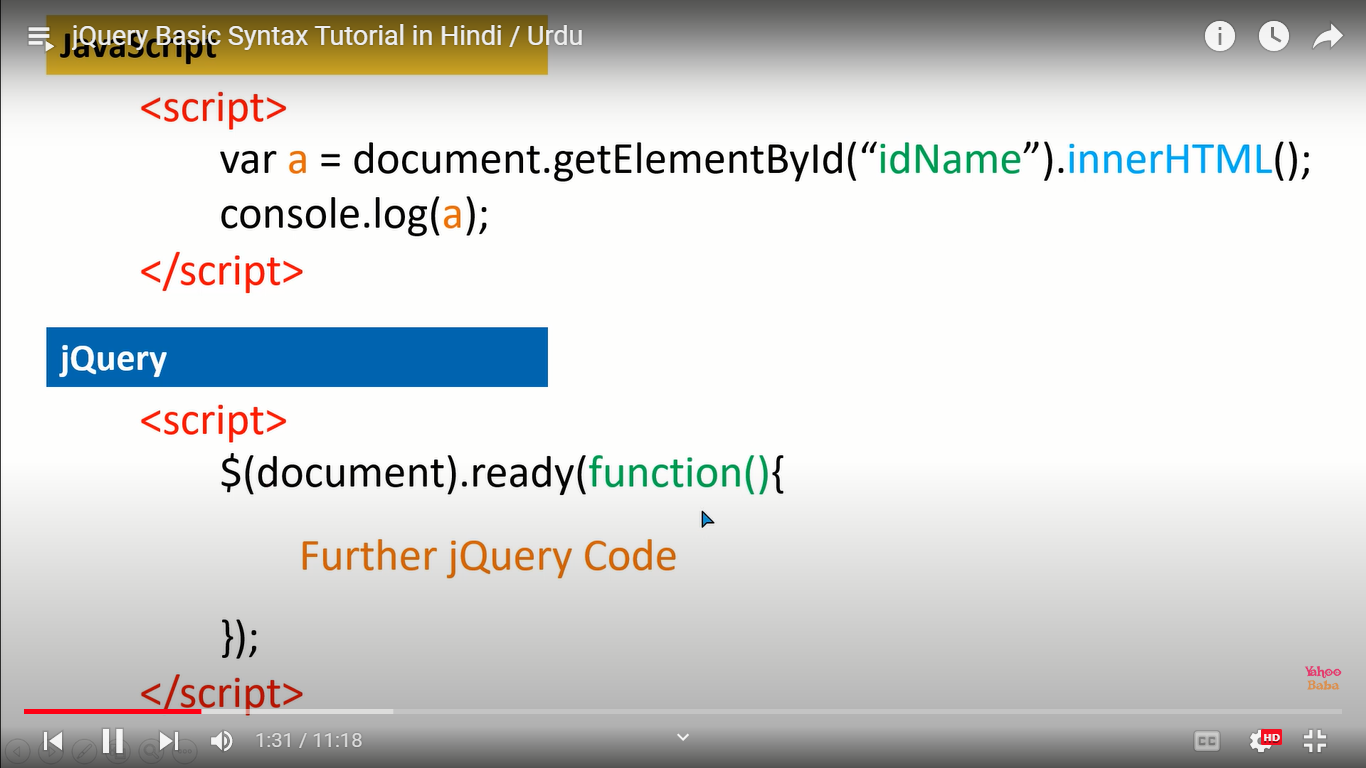 jQuery Basic Syntax Tutorial in Hindi / Urdu
JavaScript
<script>
var a = document.getElementById(“idName”).innerHTML();
console.log(a);
</script>
jQuery
<script>
$(document).ready(function(){
Further jQuery Code
});
</script>
Yahoo
Baba
1:31 / 11:18
CC
HD